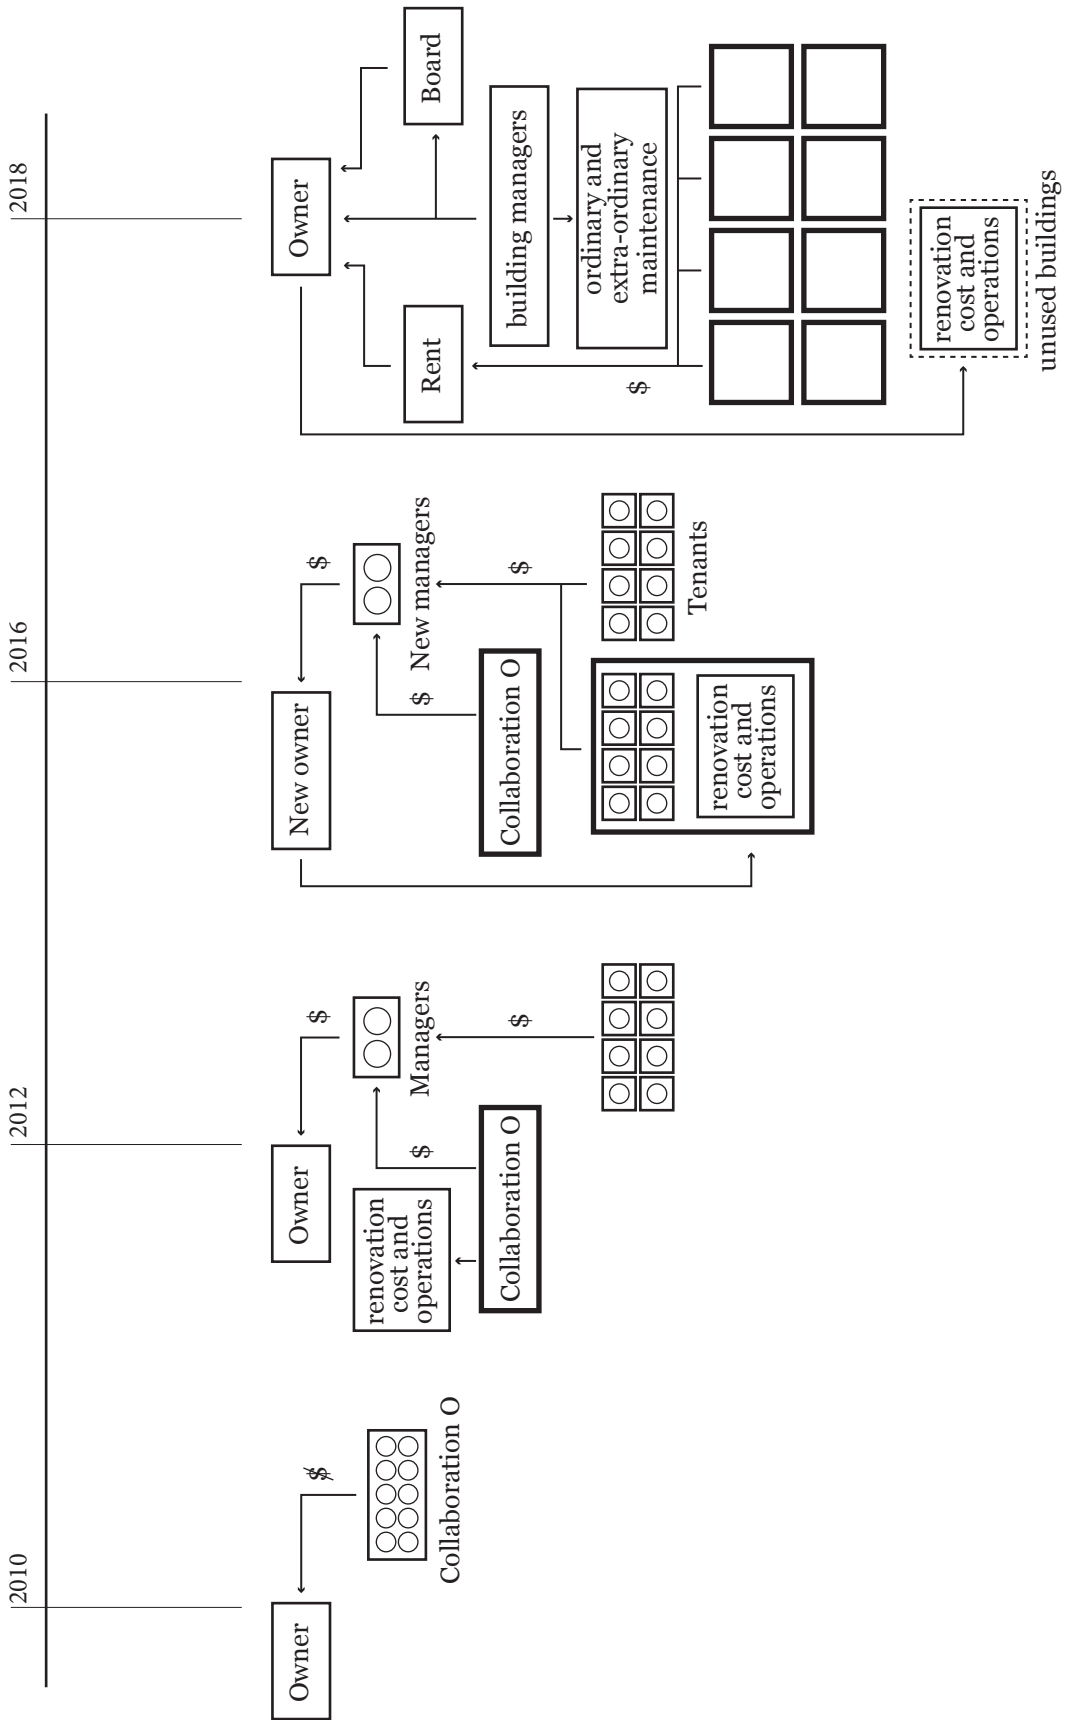 2010
2012
2016
2018
Owner
$
Collaboration O
Owner
$
Managers
renovation
cost and
operations
$
Collaboration O
$
New owner
$
New managers
$
Collaboration O
$
Tenants
renovation
cost and
operations
Owner
Rent
Board
building managers
ordinary and
extra-ordinary
maintenance
$
renovation
cost and
operations
unused buildings